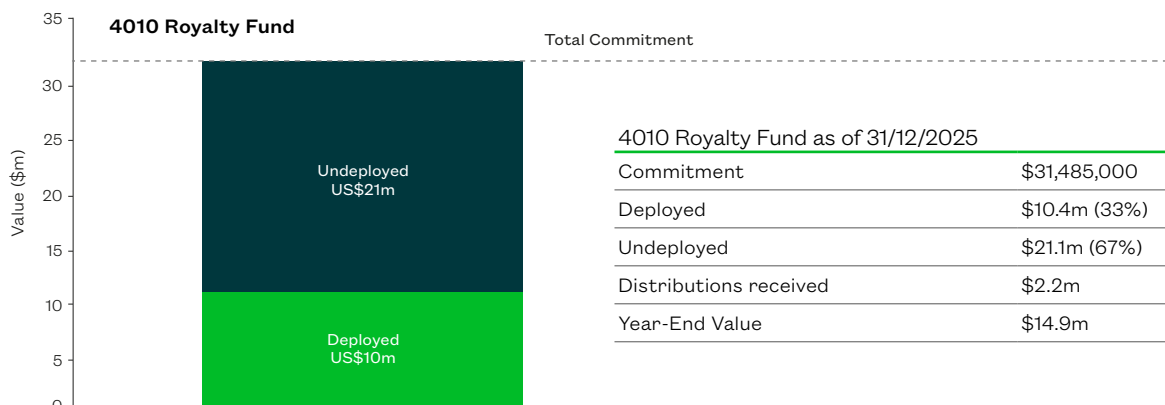 4010 Royalty Fund
Total Commitment
Value ($m)
35
30
25
20
15
10
5
0
Undeployed
US$21m
Deployed
US$10m
4010 Royalty Fund as of 31/12/2025
Commitment $31,485,000
Deployed $10.4m (33%)
Undeployed $21.1m (67%)
Distributions received $2.2m
Year-End Value $14.9m